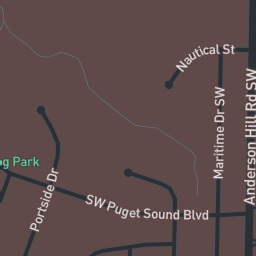 Nautical St
Anderson Hill Rd SW
Maritime Dr SW
g Park
Portside Dr
SW Puget Sound Blvd